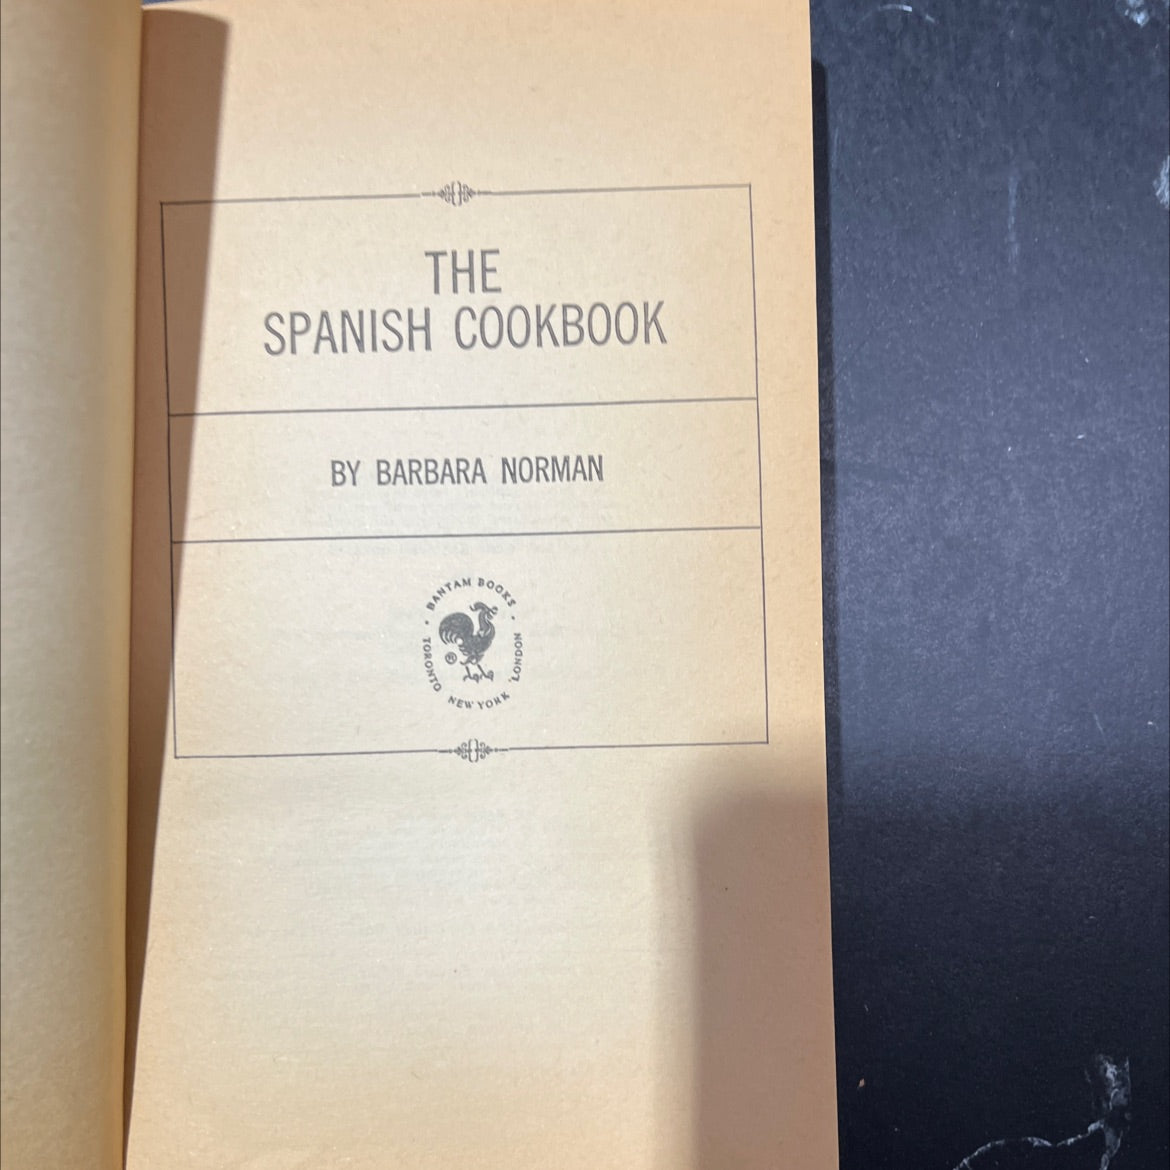 THE
SPANISH COOKBOOK
BY BARBARA NORMAN
· BANTAM BOOKS ·
TORONTO
NEW YORK
LONDON
®